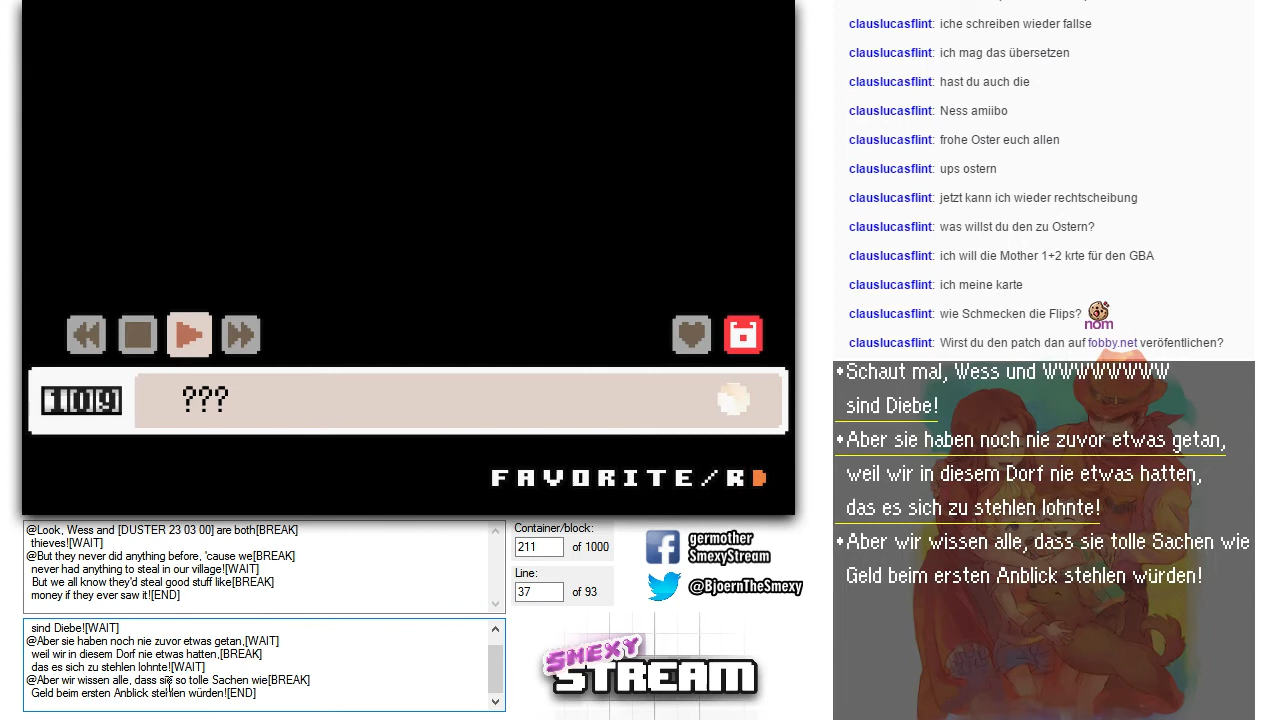 clauslucasflint: iche schreiben wieder fallse
clauslucasflint: ich mag das übersetzen
clauslucasflint: hast du auch die
clauslucasflint: Ness amiibo
clauslucasflint: frohe Oster euch allen
clauslucasflint: ups ostern
clauslucasflint: jetzt kann ich wieder rechtscheibung
clauslucasflint: was willst du den zu Ostern?
clauslucasflint: ich will die Mother 1+2 krte für den GBA
clauslucasflint: ich meine karte
clauslucasflint: wie Schmecken die Flips? nom
clauslucasflint: Wirst du den patch dan auf fobby.net veröfentlichen?
109 ???
FAVORITE/R
•Schaut mal, Wess und WWWWWWWW
sind Diebe!
•Aber sie haben noch nie zuvor etwas getan,
weil wir in diesem Dorf nie etwas hatten,
das es sich zu stehlen lohnte!
•Aber wir wissen alle, dass sie tolle Sachen wie
Geld beim ersten Anblick stehlen würden!
@Look, Wess and [DUSTER 23 03 00] are both[BREAK]
thieves![WAIT]
@But they never did anything before, 'cause we[BREAK]
never had anything to steal in our village![WAIT]
But we all know they'd steal good stuff like[BREAK]
money if they ever saw it![END]
sind Diebe![WAIT]
@Aber sie haben noch nie zuvor etwas getan,[WAIT]
weil wir in diesem Dorf nie etwas hatten,[BREAK]
das es sich zu stehlen lohnte![WAIT]
@Aber wir wissen alle, dass sie so tolle Sachen wie[BREAK]
Geld beim ersten Anblick stehlen würden![END]
Container/block:
211 of 1000
Line:
37 of 93
germother
SmexyStream
@BjoernTheSmexy
SMEXY
STREAM